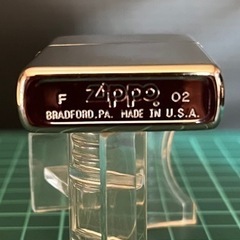 F Zippo 02
BRADFORD, PA. MADE IN U.S.A.